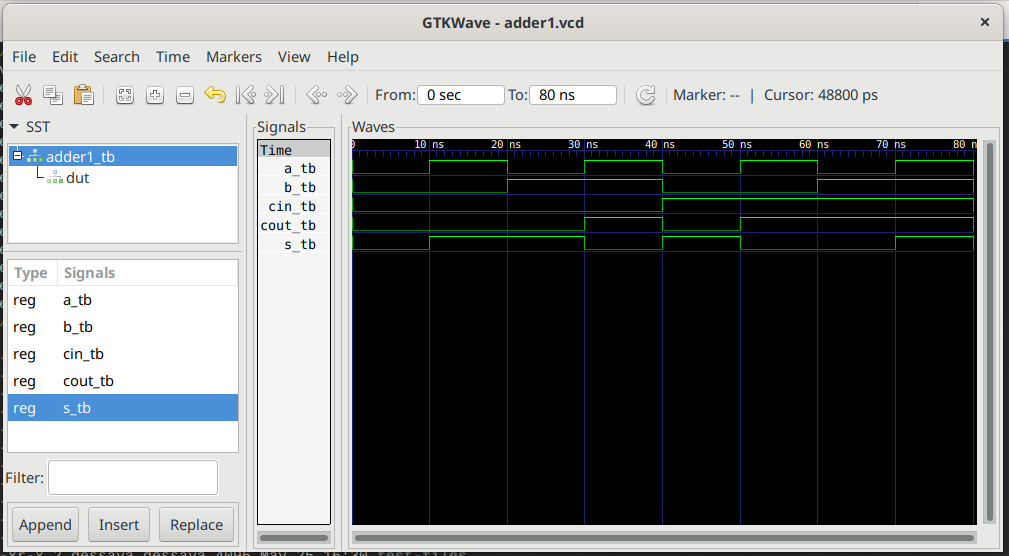 GTKWave - adder1.vcd
File Edit Search Time Markers View Help
From: 0 sec To: 80 ns Marker: -- | Cursor: 48800 ps
SST
adder1_tb
dut
Type Signals
reg a_tb
reg b_tb
reg cin_tb
reg cout_tb
reg s_tb
Filter:
Append Insert Replace
Signals
Time
a_tb
b_tb
cin_tb
cout_tb
s_tb
Waves
0 10 ns 20 ns 30 ns 40 ns 50 ns 60 ns 70 ns 80 n